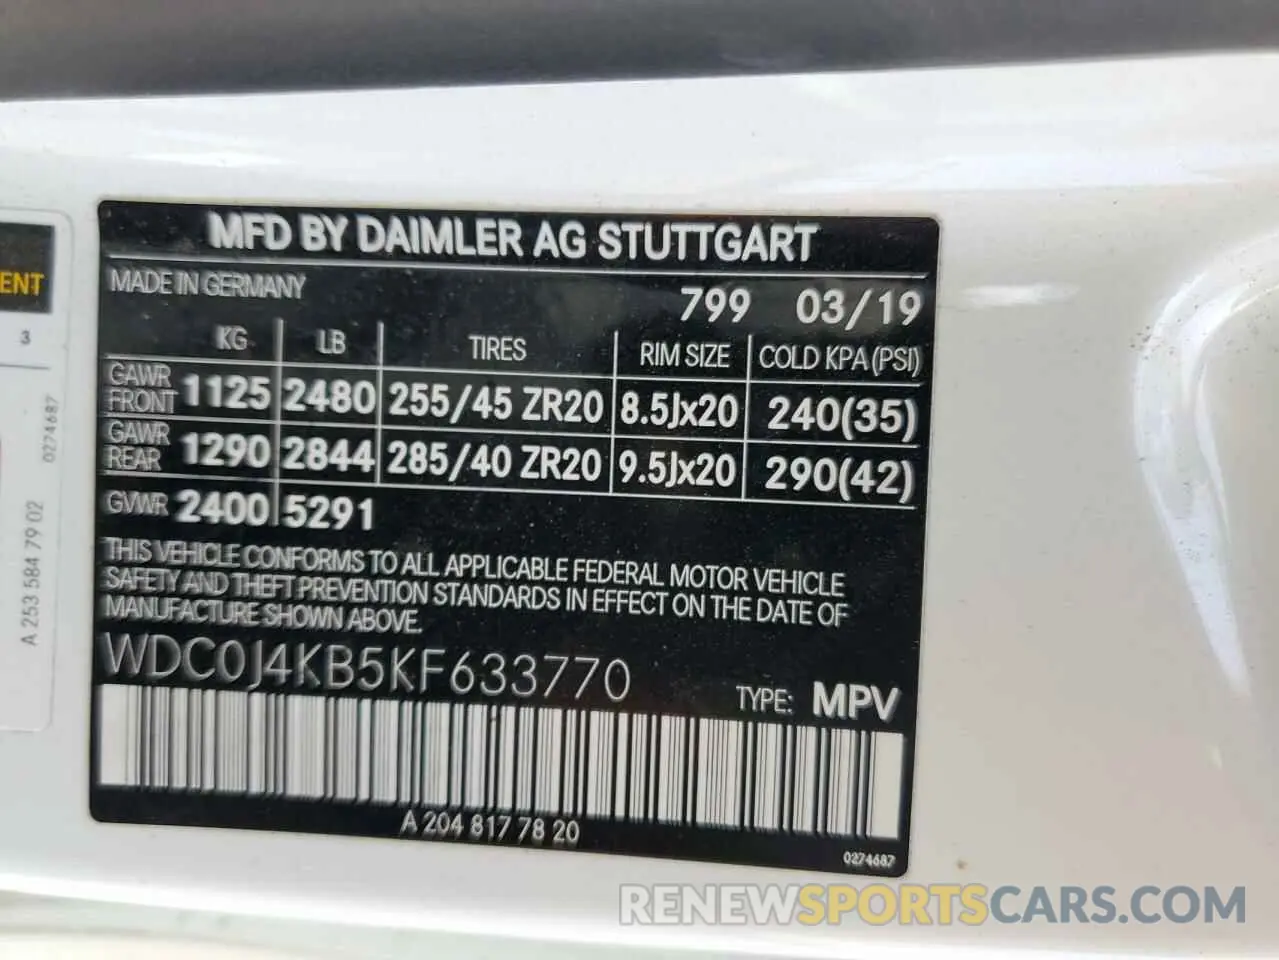 MFD BY DAIMLER AG STUTTGART
MADE IN GERMANY
799 03/19
KG LB TIRES RIM SIZE COLD KPA (PSI)
GAWR FRONT 1125 2480 255/45 ZR20 8.5Jx20 240(35)
GAWR REAR 1290 2844 285/40 ZR20 9.5Jx20 290(42)
GVWR 2400 5291
THIS VEHICLE CONFORMS TO ALL APPLICABLE FEDERAL MOTOR VEHICLE
SAFETY AND THEFT PREVENTION STANDARDS IN EFFECT ON THE DATE OF
MANUFACTURE SHOWN ABOVE.
WDC0J4KB5KF633770
TYPE: MPV
A 204 817 78 20
0274687
ENT
3
0274687
A 253 584 79 02
RENEWSPORTSCARS.COM